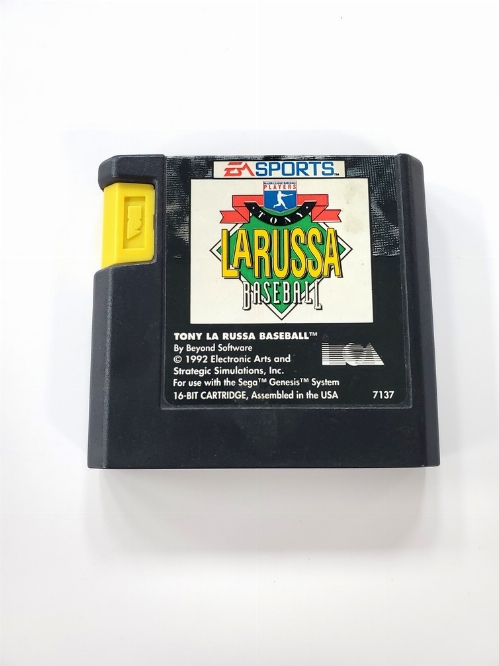 EA SPORTS™
PLAYERS
TONY
LARUSSA
BASEBALL
TONY LA RUSSA BASEBALL™
By Beyond Software
© 1992 Electronic Arts and
Strategic Simulations, Inc.
For use with the Sega™ Genesis™ System
16-BIT CARTRIDGE, Assembled in the USA 7137